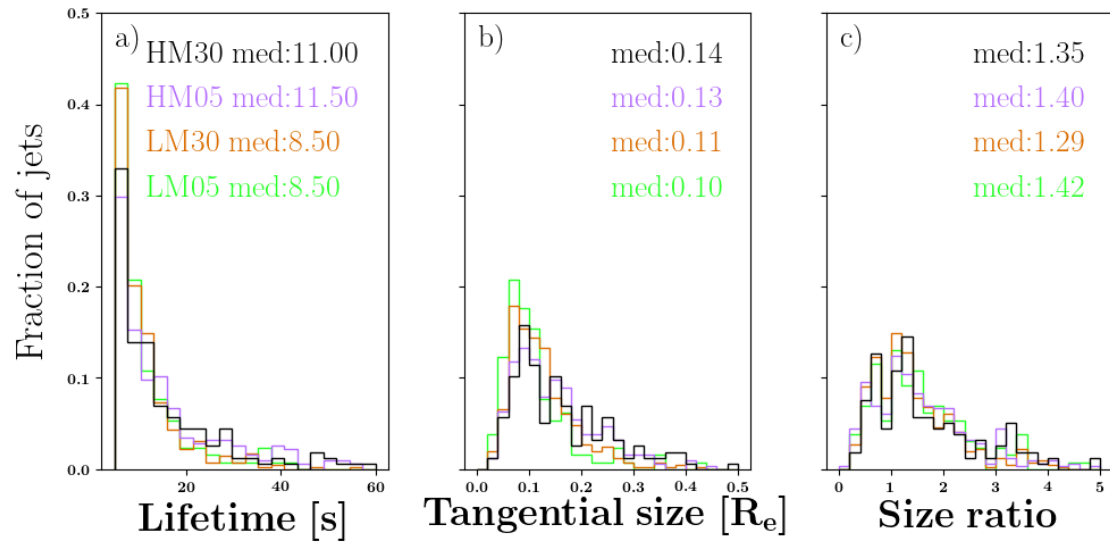 0.5
0.4
0.3
0.2
0.1
0.0
Fraction of jets
a)
HM30 med:11.00
HM05 med:11.50
LM30 med:8.50
LM05 med:8.50
20 40 60
Lifetime [s]
b)
med:0.14
med:0.13
med:0.11
med:0.10
0.0 0.1 0.2 0.3 0.4 0.5
Tangential size [Re]
c)
med:1.35
med:1.40
med:1.29
med:1.42
0 1 2 3 4 5
Size ratio